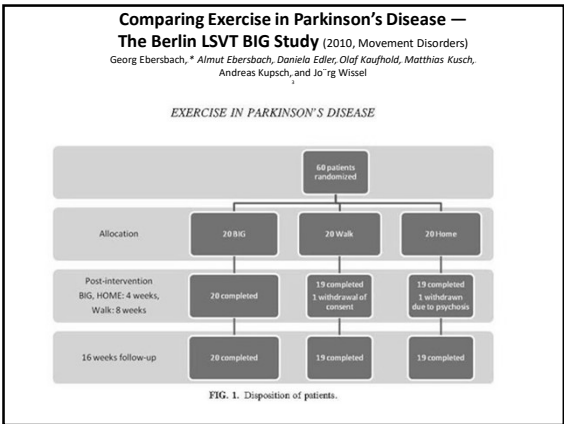 Comparing Exercise in Parkinson's Disease —
The Berlin LSVT BIG Study (2010, Movement Disorders)
Georg Ebersbach,* Almut Ebersbach, Daniela Edler, Olaf Kaufhold, Matthias Kusch,
Andreas Kupsch, and Jo¨rg Wissel
EXERCISE IN PARKINSON'S DISEASE
60 patients
randomized
Allocation
20 BIG
20 Walk
20 Home
Post-intervention
BIG, HOME: 4 weeks,
Walk: 8 weeks
20 completed
19 completed
1 withdrawal of
consent
19 completed
1 withdrawn
due to psychosis
16 weeks follow-up
20 completed
19 completed
19 completed
FIG. 1. Disposition of patients.